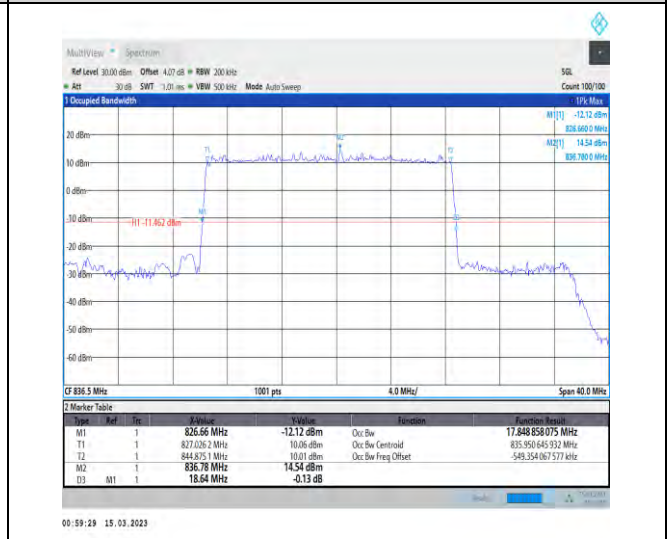 MultiView Spectrum
Ref Level 30.00 dBm Offset 4.07 dB RBW 200 kHz SGL
Att 30 dB SWT 1.01 ms VBW 500 kHz Mode Auto Sweep Count 100/100
1 Occupied Bandwidth 1Pk Max
M1[1] -12.12 dBm
826.660 0 MHz
M2[1] 14.54 dBm
836.780 0 MHz
20 dBm
T1 M2 T2
10 dBm
0 dBm
M1
-10 dBm
H1 -11.462 dBm
-20 dBm
-30 dBm
-40 dBm
-50 dBm
-60 dBm
CF 836.5 MHz 1001 pts 4.0 MHz/ Span 40.0 MHz
2 Marker Table
Type Ref Trc X-Value Y-Value Function Function Result
M1 1 826.66 MHz -12.12 dBm Occ Bw 17.848 858 075 MHz
T1 1 827.026 2 MHz 10.06 dBm Occ Bw Centroid 835.950 645 932 MHz
T2 1 844.875 1 MHz 10.01 dBm Occ Bw Freq Offset -549.354 067 577 kHz
M2 1 836.78 MHz 14.54 dBm
D3 M1 1 18.64 MHz -0.13 dB
00:59:29 15.03.2023